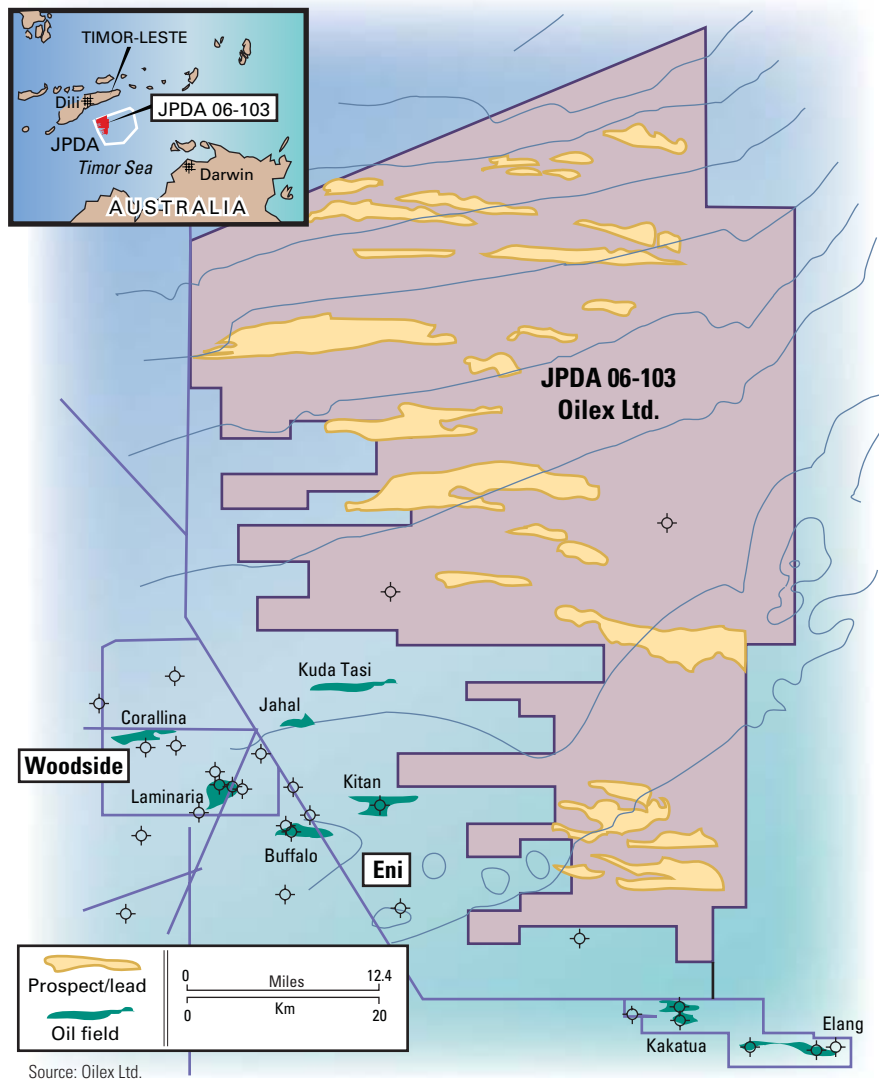 TIMOR-LESTE
Dili
JPDA 06-103
JPDA
Timor Sea
Darwin
AUSTRALIA
JPDA 06-103
Oilex Ltd.
Kuda Tasi
Jahal
Corallina
Woodside
Laminaria
Kitan
Buffalo
Eni
Prospect/lead
Oil field
0 Miles 12.4
0 Km 20
Kakatua
Elang
Source: Oilex Ltd.